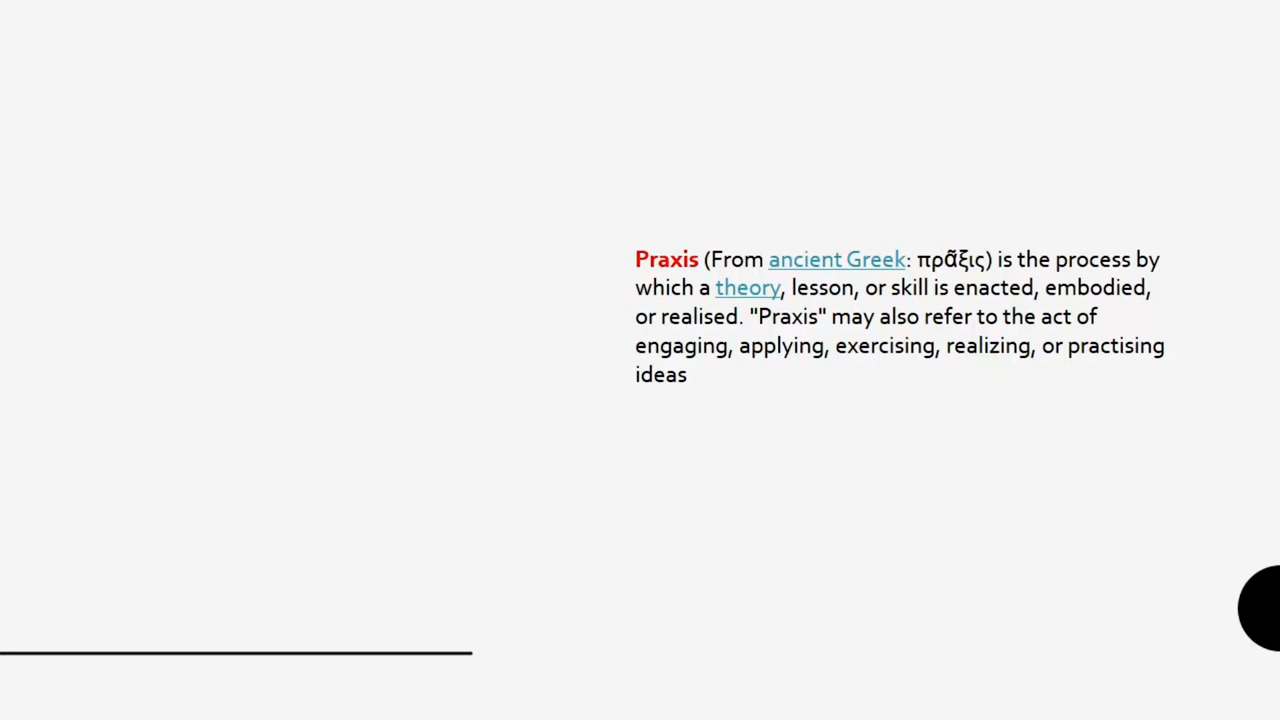 Praxis (From ancient Greek: πρᾶξις) is the process by
which a theory, lesson, or skill is enacted, embodied,
or realised. "Praxis" may also refer to the act of
engaging, applying, exercising, realizing, or practising
ideas